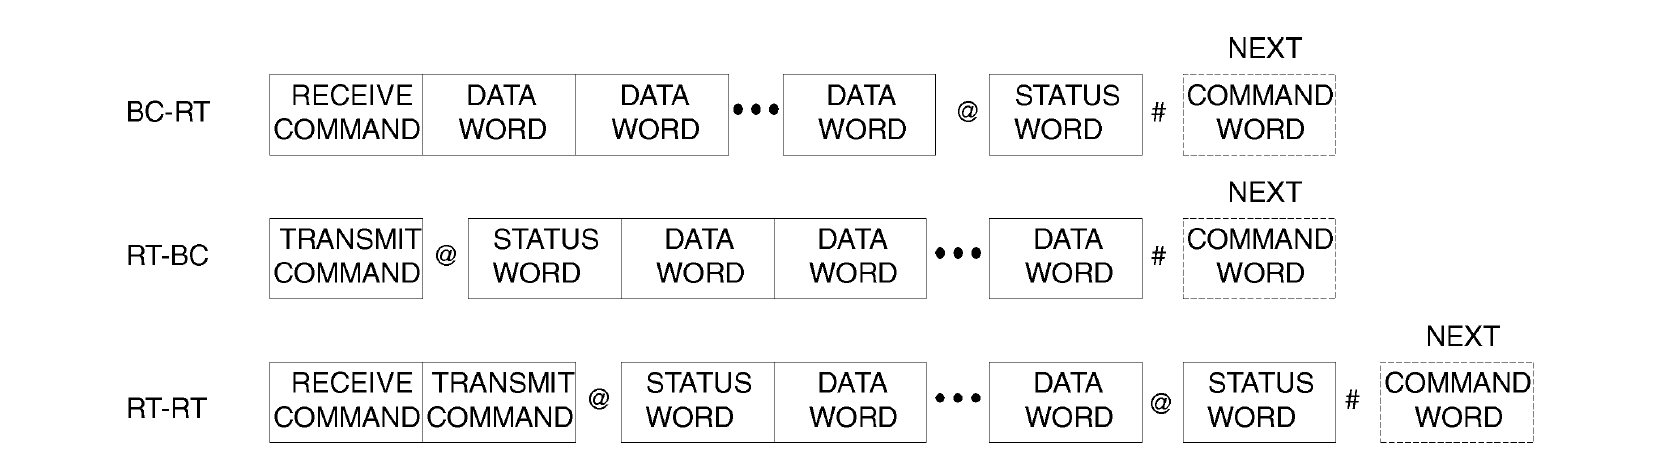 NEXT
BC-RT RECEIVE COMMAND DATA WORD DATA WORD ••• DATA WORD @ STATUS WORD # COMMAND WORD
NEXT
RT-BC TRANSMIT COMMAND @ STATUS WORD DATA WORD DATA WORD ••• DATA WORD # COMMAND WORD
NEXT
RT-RT RECEIVE COMMAND TRANSMIT COMMAND @ STATUS WORD DATA WORD ••• DATA WORD @ STATUS WORD # COMMAND WORD